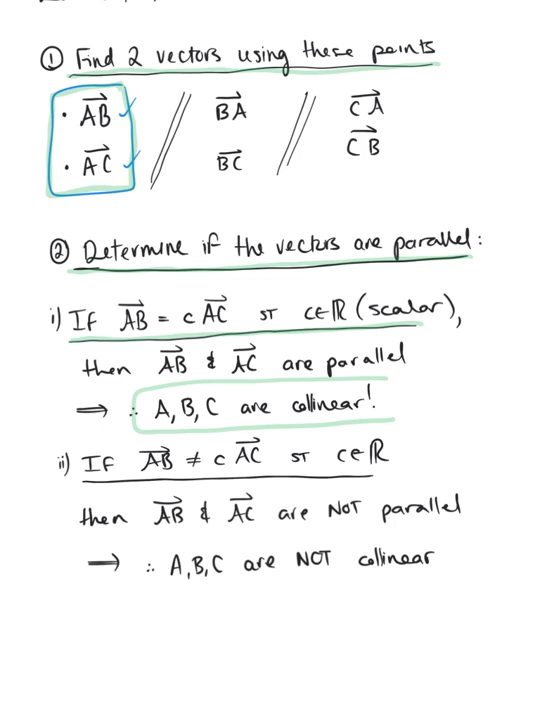 ① Find 2 vectors using these points
· AB⃗ ✓ // BA⃗ // CA⃗
· AC⃗ ✓ BC⃗ CB⃗
② Determine if the vectors are parallel:
i) IF AB⃗ = c AC⃗ ST C∈ℝ (scalar),
then AB⃗ & AC⃗ are parallel
⟹ ∴ A, B, C are collinear!
ii) IF AB⃗ ≠ c AC⃗ ST C∈ℝ
then AB⃗ & AC⃗ are NOT parallel
⟹ ∴ A,B,C are NOT collinear